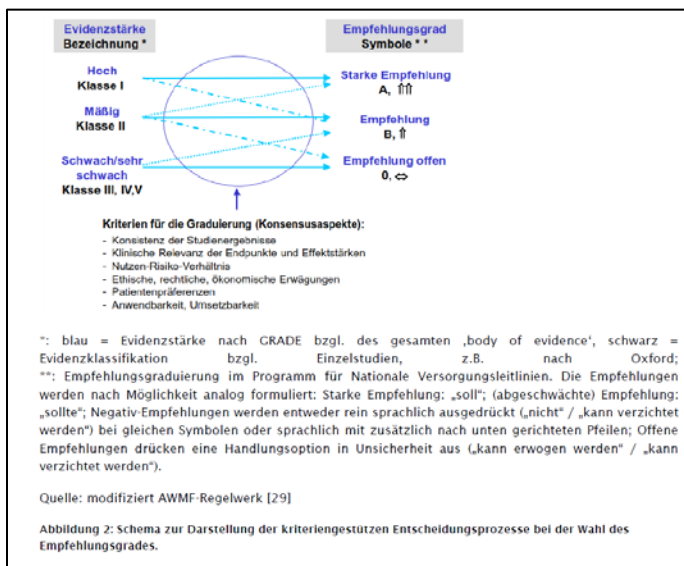 Evidenzstärke
Bezeichnung *
Empfehlungsgrad
Symbole * *
Hoch
Klasse I
Starke Empfehlung
A, ⇑⇑
Mäßig
Klasse II
Empfehlung
B, ⇑
Schwach/sehr
schwach
Klasse III, IV,V
Empfehlung offen
0, ⇔
Kriterien für die Graduierung (Konsensusaspekte):
- Konsistenz der Studienergebnisse
- Klinische Relevanz der Endpunkte und Effektstärken
- Nutzen-Risiko-Verhältnis
- Ethische, rechtliche, ökonomische Erwägungen
- Patientenpräferenzen
- Anwendbarkeit, Umsetzbarkeit
*: blau = Evidenzstärke nach GRADE bzgl. des gesamten ‚body of evidence‘, schwarz =
Evidenzklassifikation bzgl. Einzelstudien, z.B. nach Oxford;
**: Empfehlungsgraduierung im Programm für Nationale Versorgungsleitlinien. Die Empfehlungen
werden nach Möglichkeit analog formuliert: Starke Empfehlung: „soll“; (abgeschwächte) Empfehlung:
„sollte“; Negativ-Empfehlungen werden entweder rein sprachlich ausgedrückt („nicht“ / „kann verzichtet
werden“) bei gleichen Symbolen oder sprachlich mit zusätzlich nach unten gerichteten Pfeilen; Offene
Empfehlungen drücken eine Handlungsoption in Unsicherheit aus („kann erwogen werden“ / „kann
verzichtet werden“).
Quelle: modifiziert AWMF-Regelwerk [29]
Abbildung 2: Schema zur Darstellung der kriteriengestützen Entscheidungsprozesse bei der Wahl des
Empfehlungsgrades.